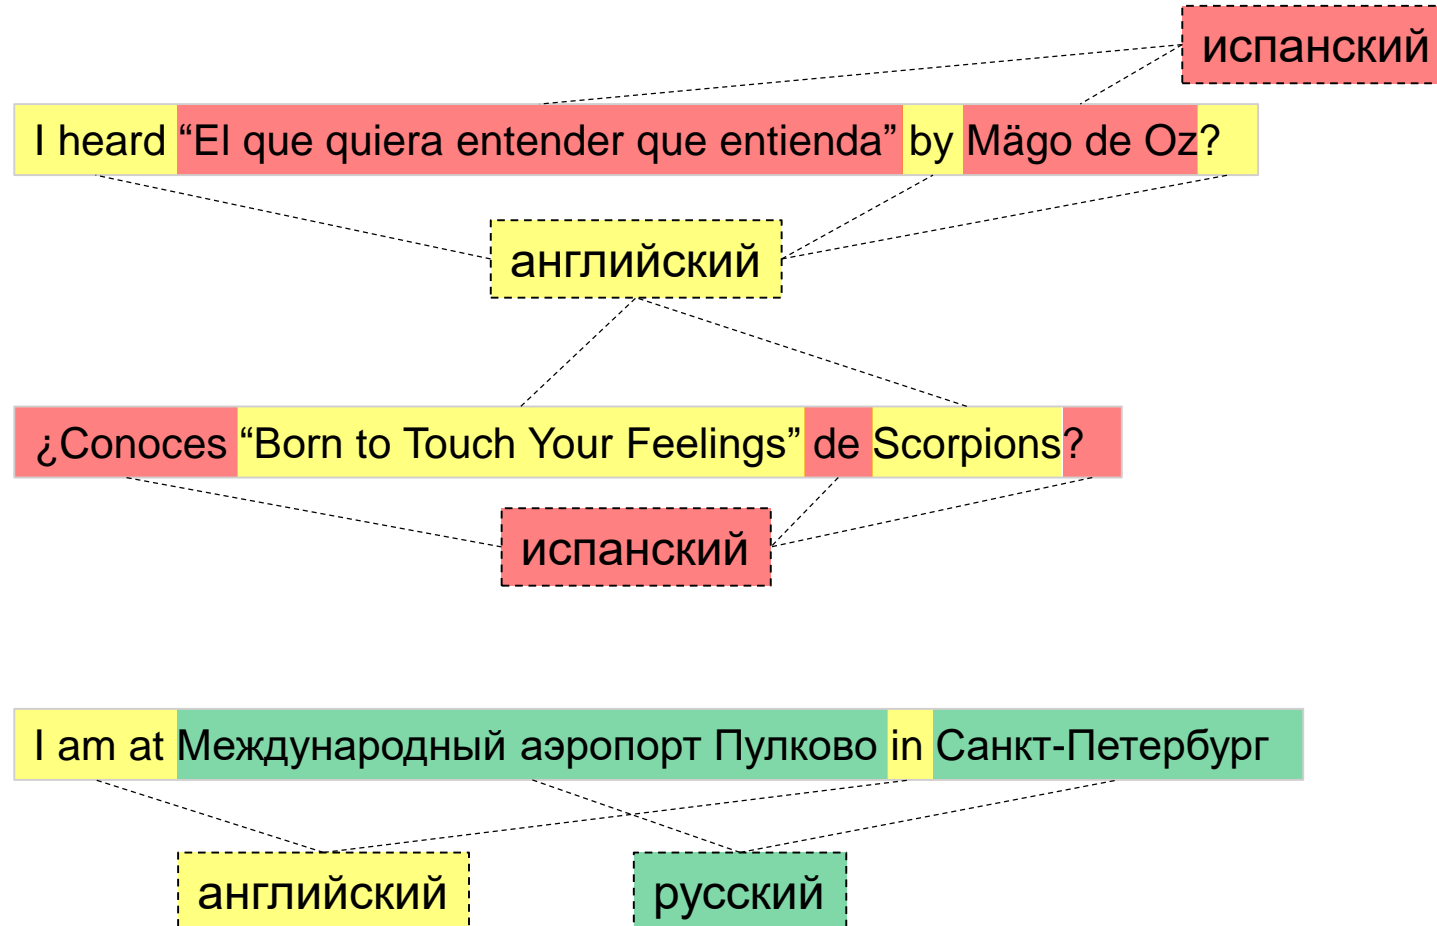 испанский
I heard “El que quiera entender que entienda” by Mägo de Oz?
английский
¿Conoces “Born to Touch Your Feelings” de Scorpions?
испанский
I am at Международный аэропорт Пулково in Санкт-Петербург
английский русский